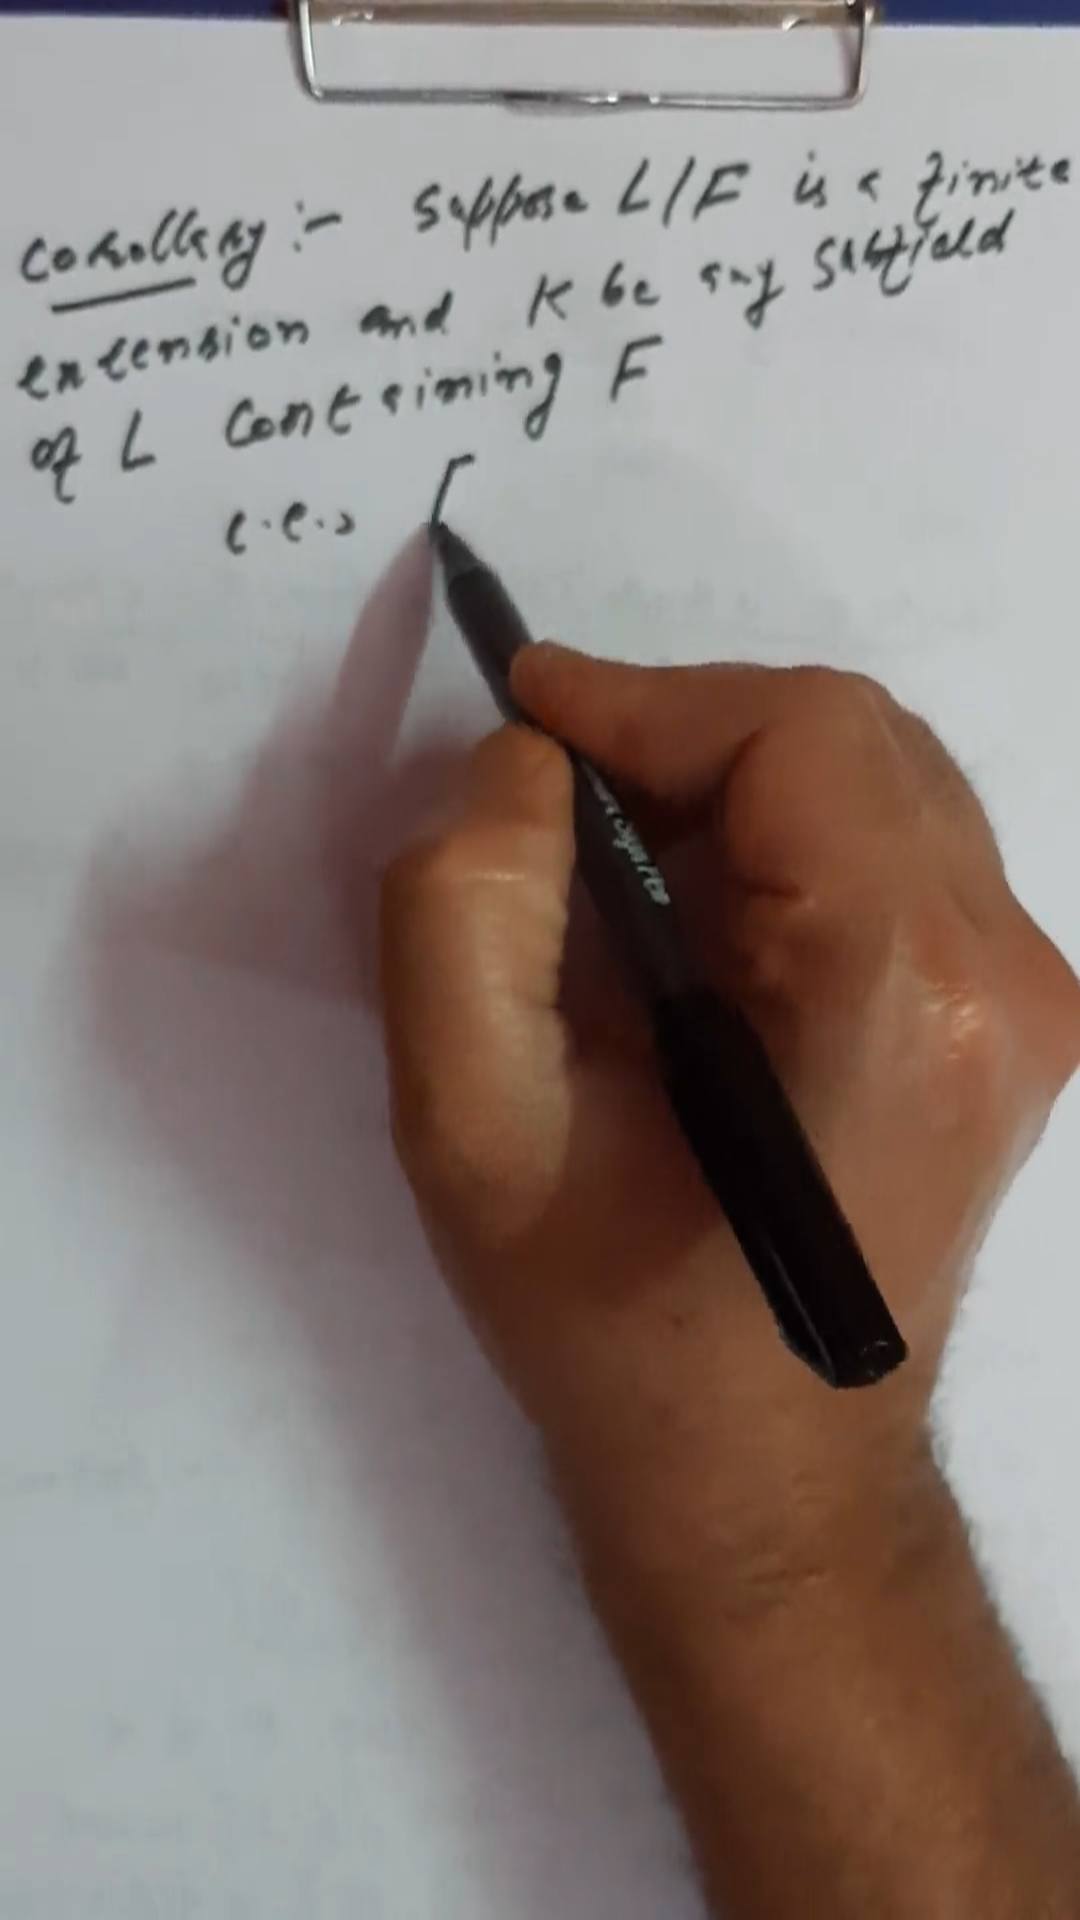 Corollary :- Suppose L/F is a finite
extension and K be any subfield
of L containing F
i.e.,